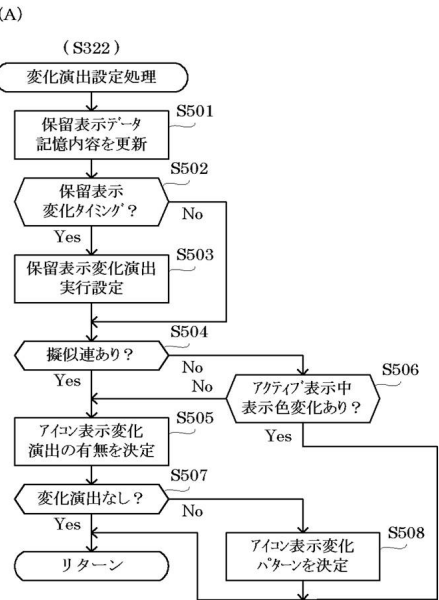 (A)
(S322)
変化演出設定処理
S501
保留表示データ
記憶内容を更新
S502
保留表示
変化タイミング？
No
Yes
S503
保留表示変化演出
実行設定
S504
擬似連あり？
No
Yes
S506
アクティブ表示中
表示色変化あり？
No
Yes
S505
アイコン表示変化
演出の有無を決定
S507
変化演出なし？
No
Yes
S508
アイコン表示変化
パターンを決定
リターン